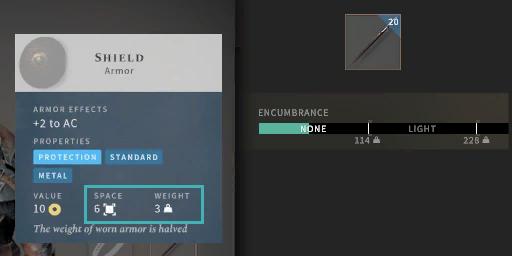 SHIELD
Armor
ARMOR EFFECTS
+2 to AC
PROPERTIES
PROTECTION STANDARD
METAL
VALUE SPACE WEIGHT
10 6 3
The weight of worn armor is halved
20
ENCUMBRANCE
NONE LIGHT
114 228